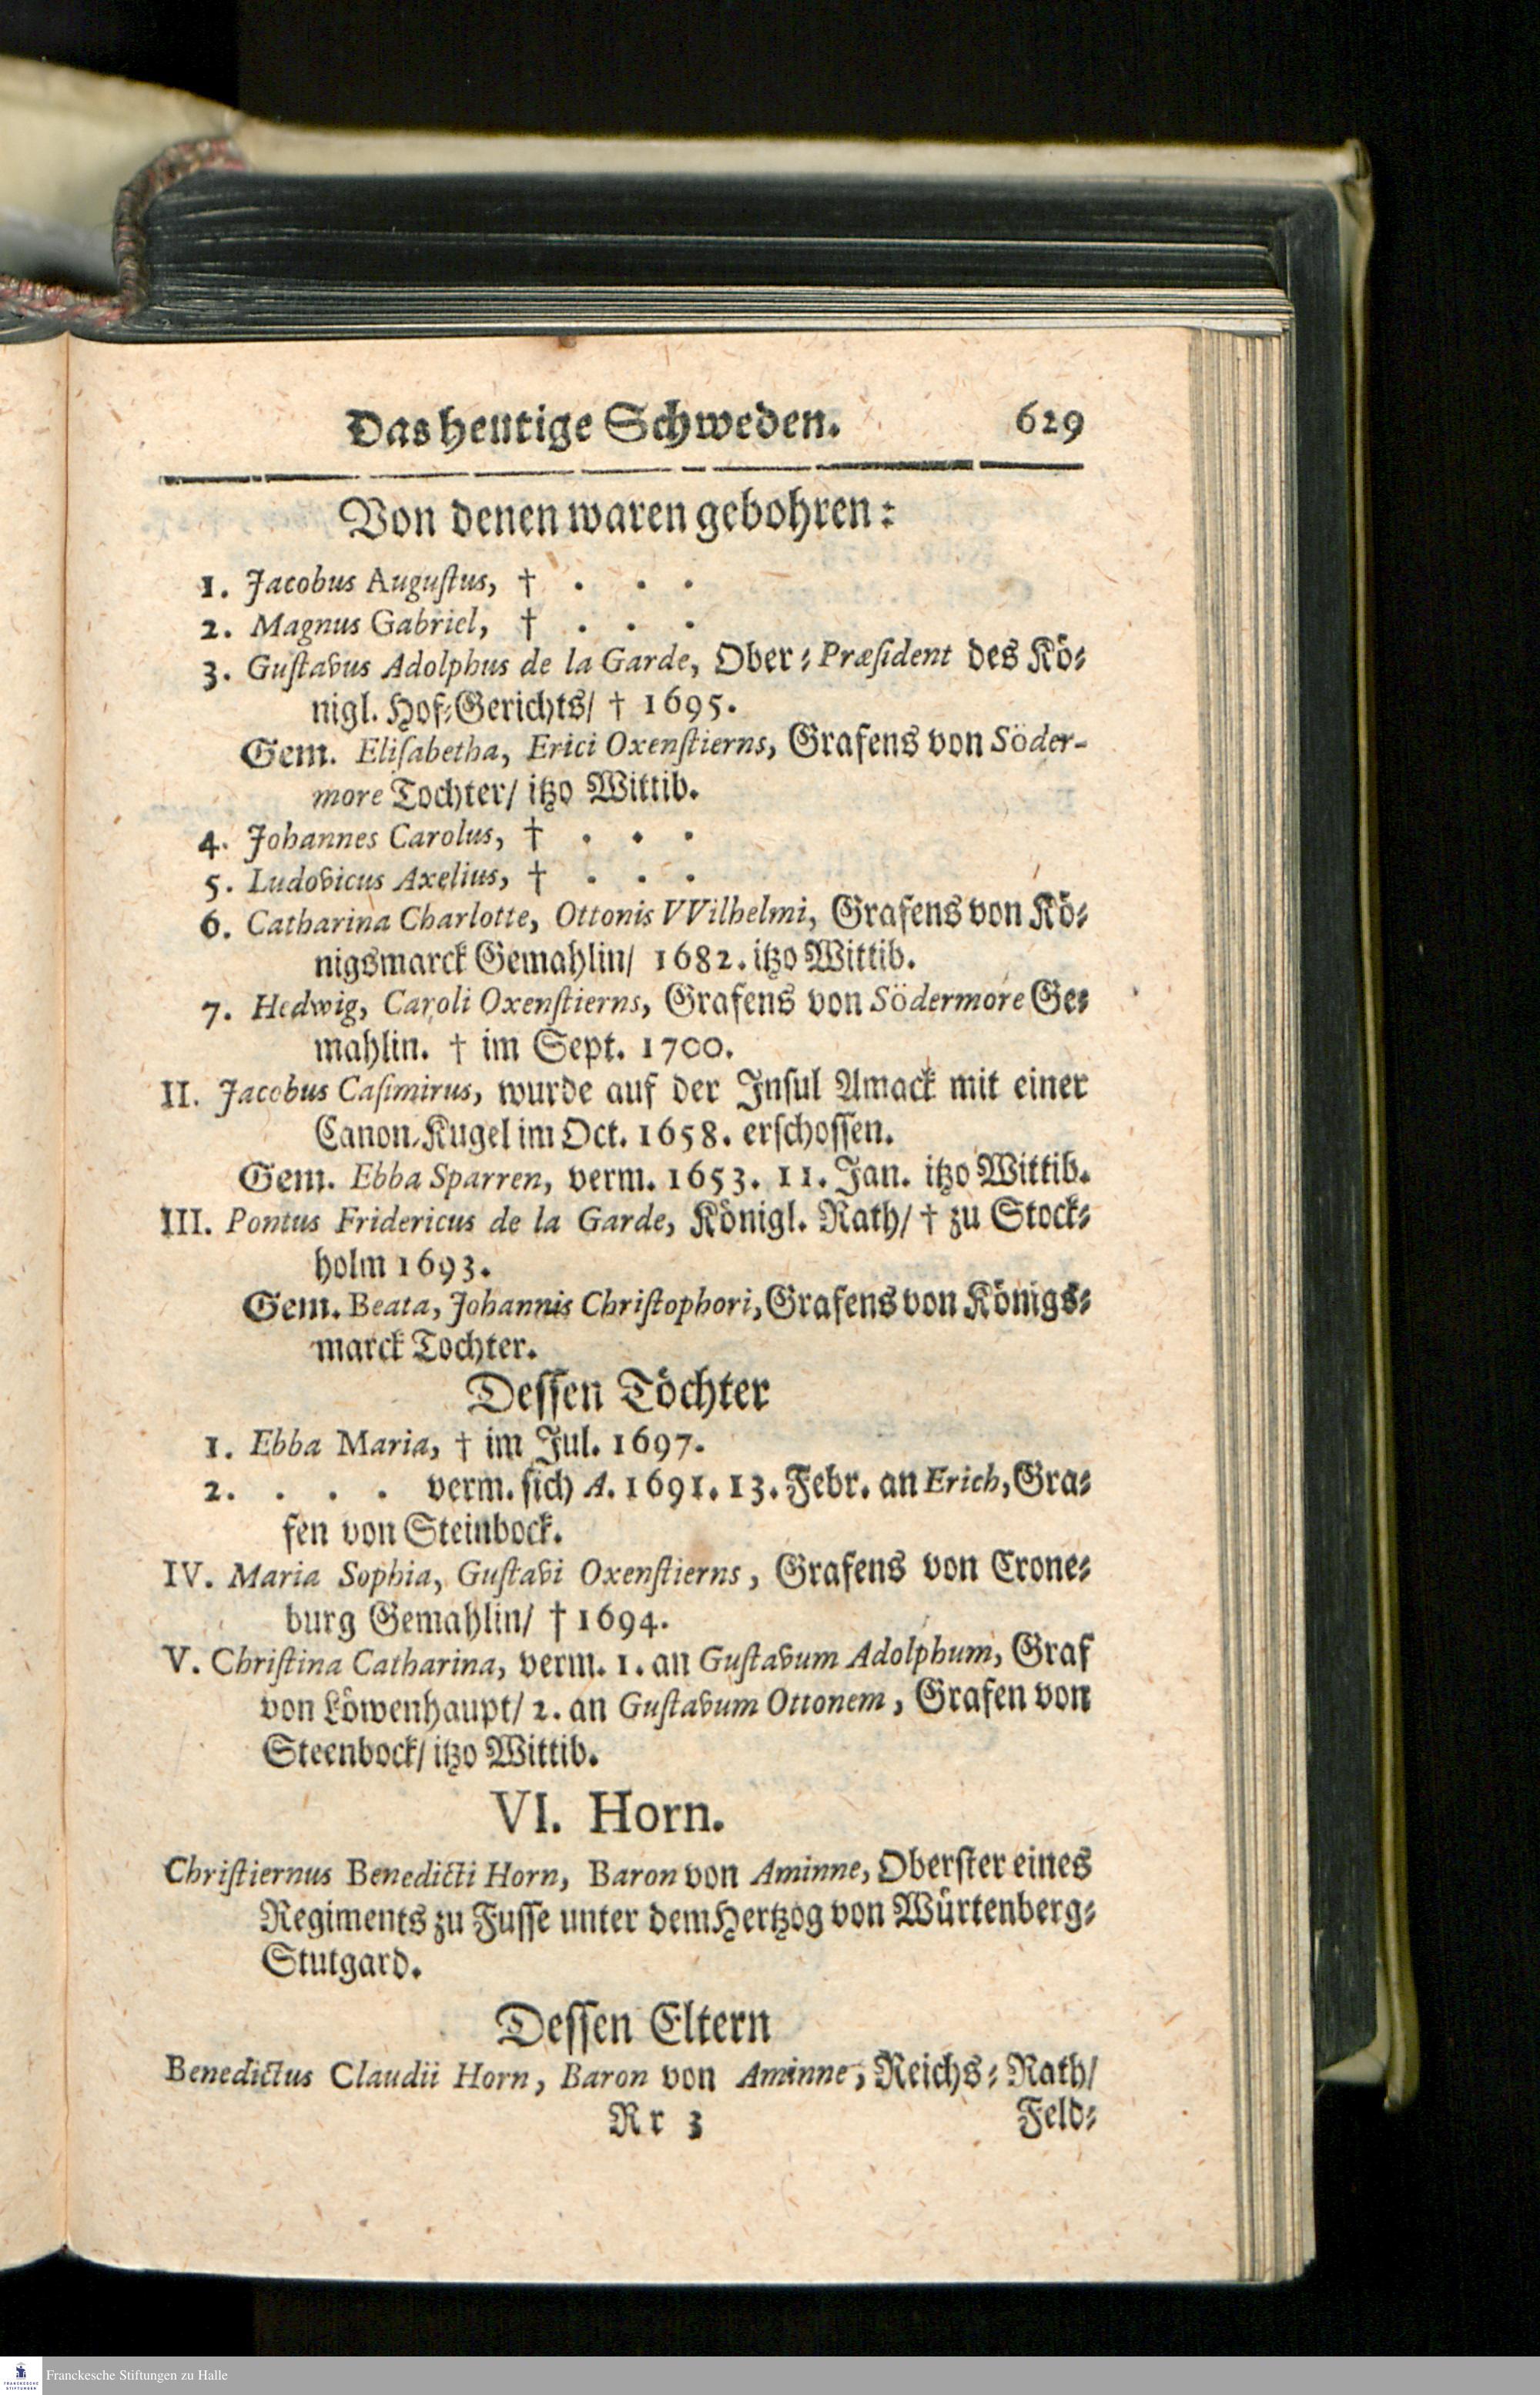 Das heutige Schweden. 629
Von denen waren gebohren:
1. Jacobus Auguſtus, † . . .
2. Magnus Gabriel, † . . .
3. Guſtavus Adolphus de la Garde, Ober⸗Præſident des Kö⸗
nigl. Hof⸗Gerichts/ † 1695.
Gem. Eliſabetha, Erici Oxenſtierns, Grafens von Söder-
more Tochter/ itzo Wittib.
4. Johannes Carolus, † . . .
5. Ludovicus Axelius, † . . .
6. Catharina Charlotte, Ottonis VVilhelmi, Grafens von Kö⸗
nigsmarck Gemahlin/ 1682. itzo Wittib.
7. Hedwig, Caroli Oxenſtierns, Grafens von Södermore Ge⸗
mahlin. † im Sept. 1700.
II. Jacobus Caſimirus, wurde auf der Inſul Amack mit einer
Canon⸗Kugel im Oct. 1658. erſchoſſen.
Gem. Ebba Sparren, verm. 1653. 11. Jan. itzo Wittib.
III. Pontus Fridericus de la Garde, Königl. Rath/ † zu Stock⸗
holm 1693.
Gem. Beata, Johannis Chriſtophori, Grafens von Königs⸗
marck Tochter.
Deſſen Töchter
1. Ebba Maria, † im Jul. 1697.
2. . . . . verm. ſich A. 1691. 13. Febr. an Erich, Gra⸗
fen von Steinbock.
IV. Maria Sophia, Guſtavi Oxenſtierns, Grafens von Crone⸗
burg Gemahlin/ † 1694.
V. Chriſtina Catharina, verm. 1. an Guſtavum Adolphum, Graf
von Löwenhaupt/ 2. an Guſtavum Ottonem, Grafen von
Steenbock/ itzo Wittib.
VI. Horn.
Chriſtiernus Benedicti Horn, Baron von Aminne, Oberſter eines
Regiments zu Fuſſe unter dem Hertzog von Würtenberg⸗
Stutgard.
Deſſen Eltern
Benedictus Claudii Horn, Baron von Aminne, Reichs⸗Rath/
Rr 3 Feld⸗
FRANCKESCHE STIFTUNGEN
Franckesche Stiftungen zu Halle